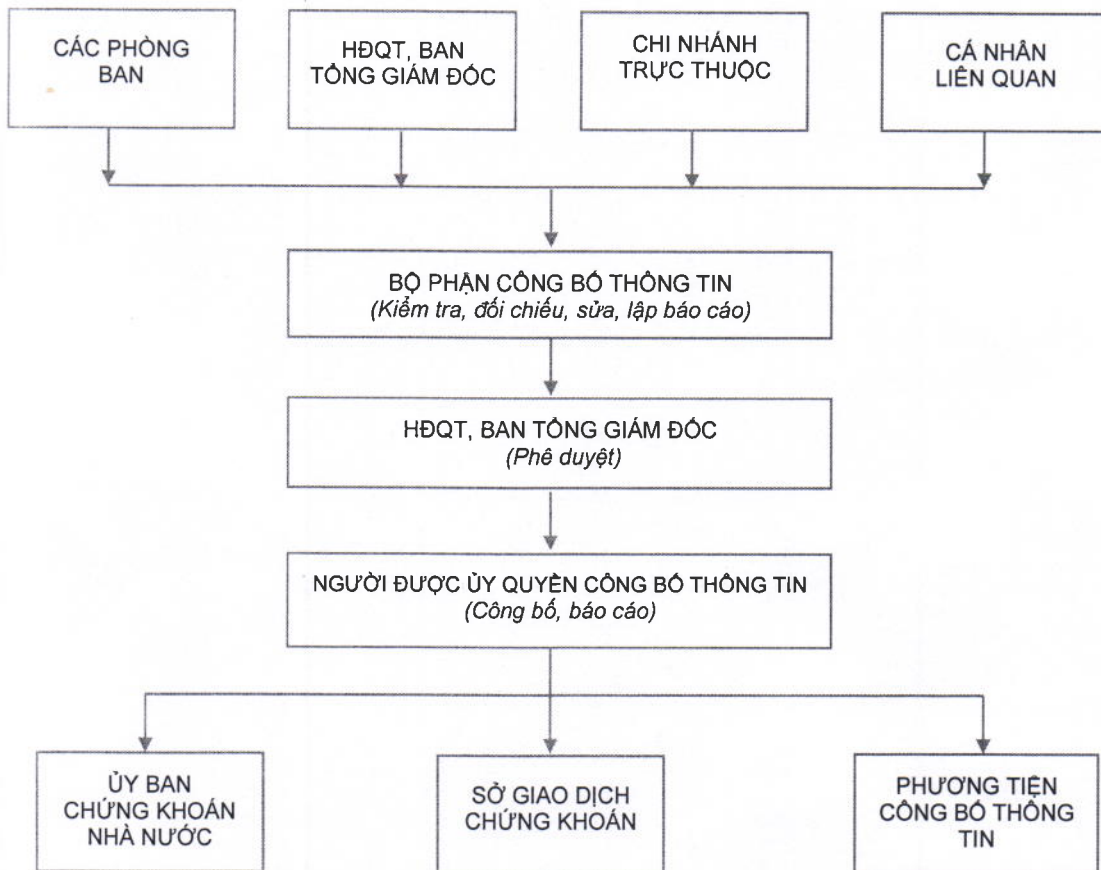 CÁC PHÒNG
BAN
HĐQT, BAN
TỔNG GIÁM ĐỐC
CHI NHÁNH
TRỰC THUỘC
CÁ NHÂN
LIÊN QUAN
BỘ PHẬN CÔNG BỐ THÔNG TIN
(Kiểm tra, đối chiếu, sửa, lập báo cáo)
HĐQT, BAN TỔNG GIÁM ĐỐC
(Phê duyệt)
NGƯỜI ĐƯỢC ỦY QUYỀN CÔNG BỐ THÔNG TIN
(Công bố, báo cáo)
ỦY BAN
CHỨNG KHOÁN
NHÀ NƯỚC
SỞ GIAO DỊCH
CHỨNG KHOÁN
PHƯƠNG TIỆN
CÔNG BỐ THÔNG
TIN